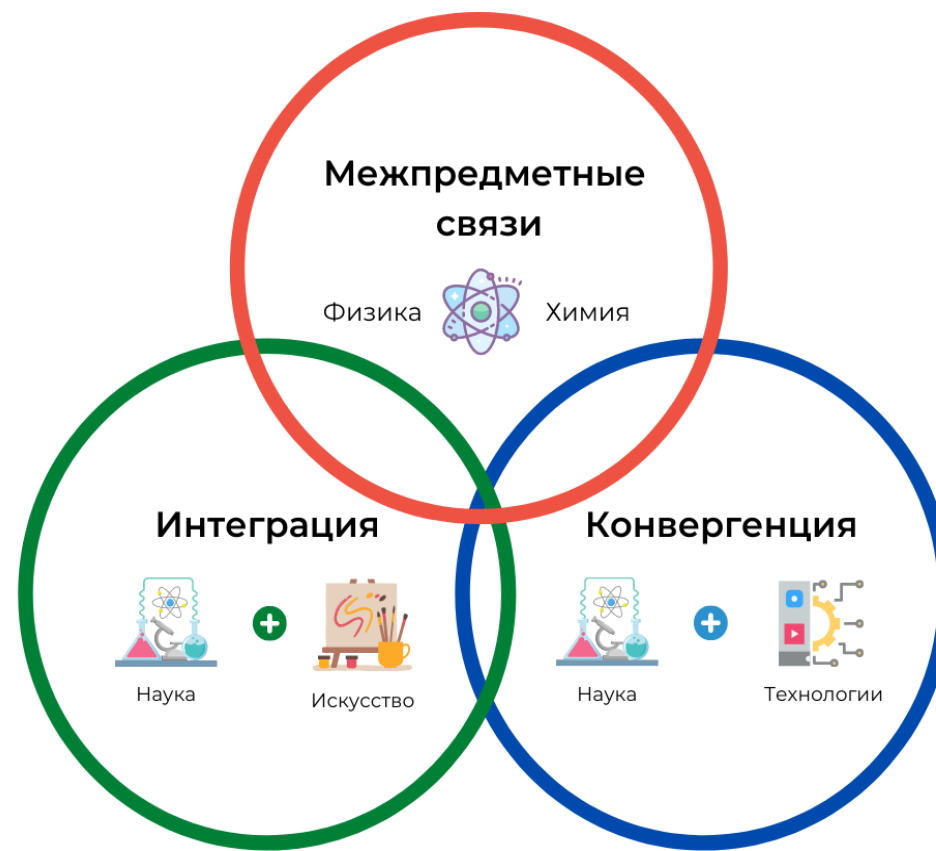 Межпредметные
связи
Физика
Химия
Интеграция
Наука
Искусство
Конвергенция
Наука
Технологии